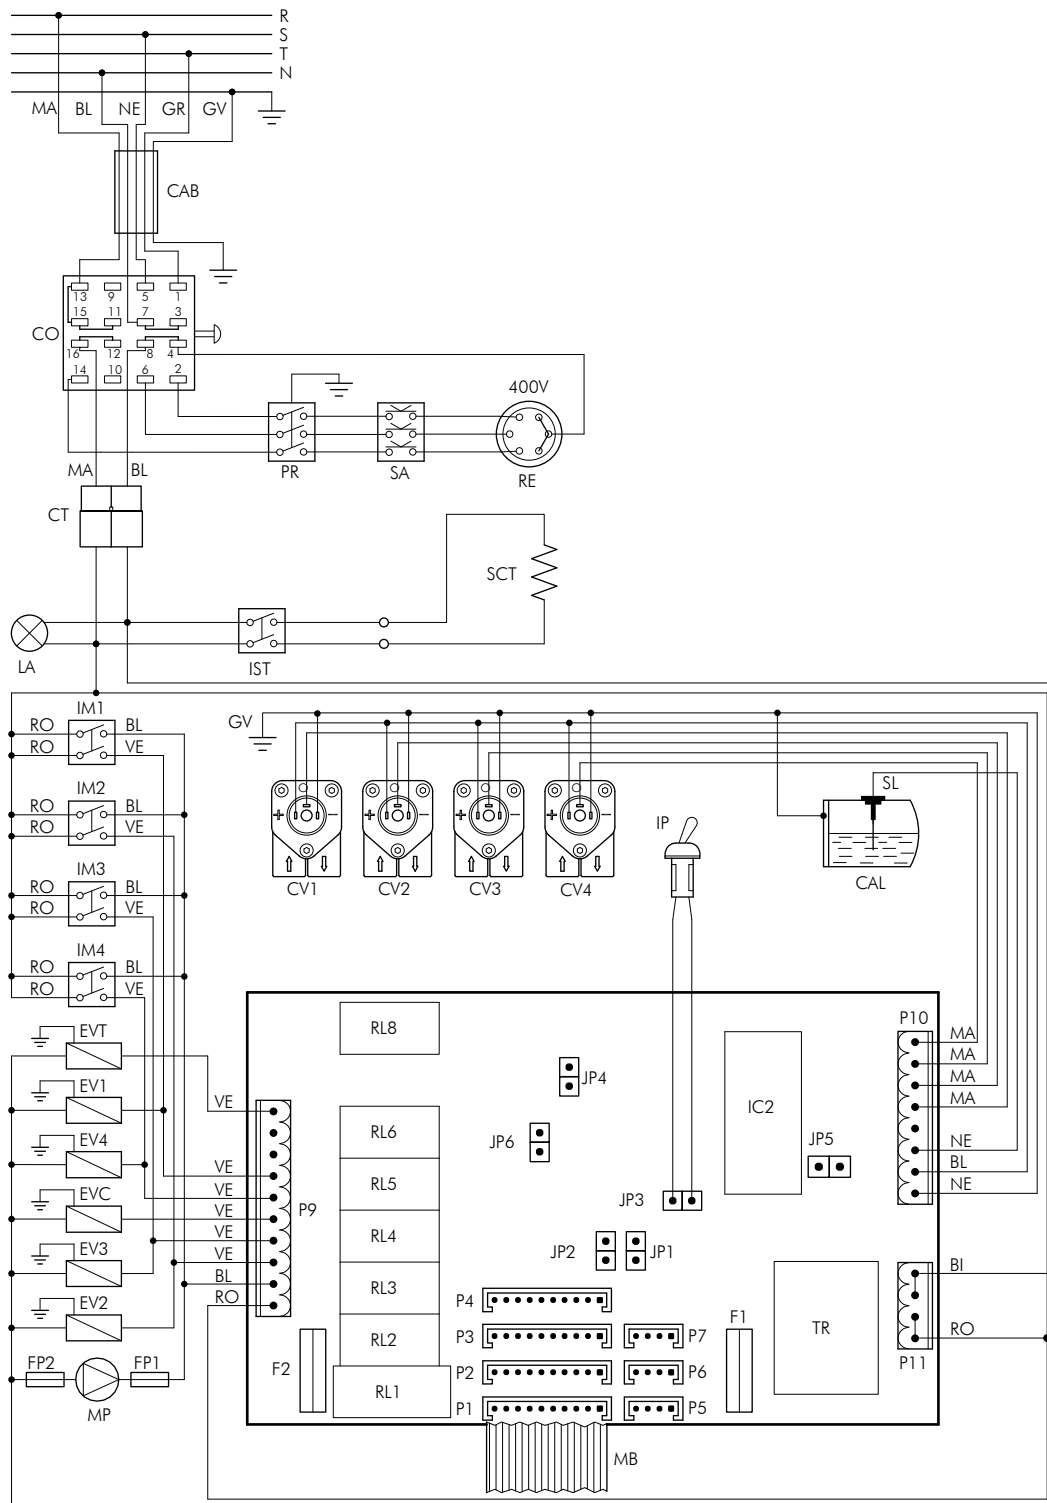 R
S
T
N
MA BL NE GR GV
CAB
13 9 5 1
15 11 7 3
CO
16 12 8 4
14 10 6 2
400V
PR SA RE
MA BL
CT
SCT
LA IST
IM1
RO BL
RO VE
GV
IM2
RO BL
RO VE
SL
IP
IM3
RO BL
RO VE
CV1 CV2 CV3 CV4 CAL
IM4
RO BL
RO VE
EVT
RL8
P10
MA
MA
MA
MA
JP4
EV1
VE
IC2
RL6
JP6
JP5
NE
EV4
VE
BL
RL5
VE
NE
EVC
VE
P9
JP3
VE
RL4
EV3
VE
JP2 JP1
BL
BI
RL3
RO
P4
EV2
F1
TR
RO
P3 P7
F2
RL2
FP2 FP1
P2 P6
P11
RL1
P1 P5
MP
MB